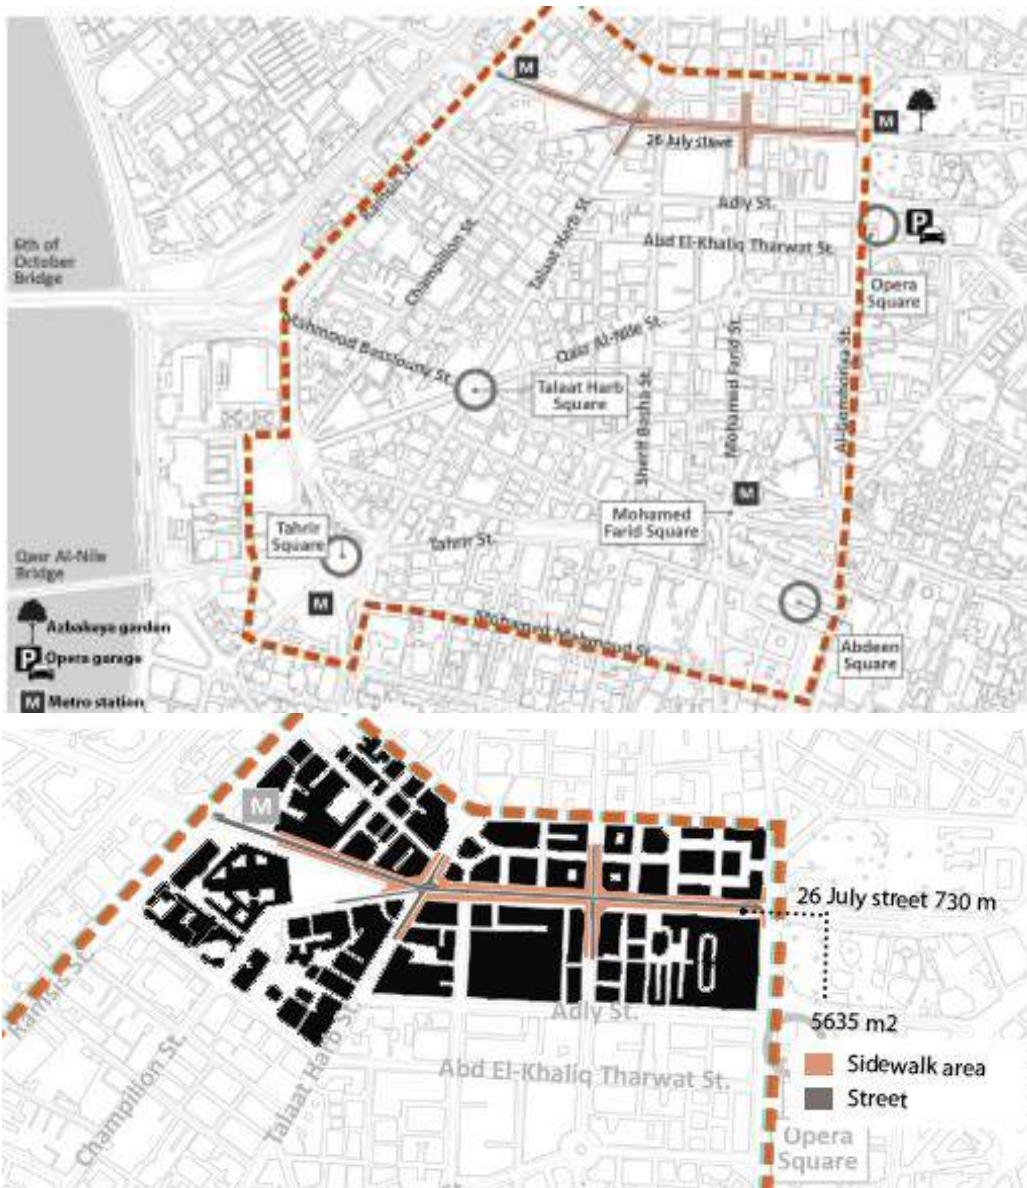 M
M
26 July street
Ramsis St.
Champilion St.
Talaat Harb St.
Adly St.
Abd El-Khaliq Tharwat St.
P
Opera
Square
6th of
October
Bridge
Mahmoud Bassiouny St.
Qasr Al-Nile St.
Talaat Harb
Square
Sherif Basha St.
Mohamed Farid St.
Al-Gomhoriaa St.
M
Mohamed
Farid Square
Tahrir
Square
Tahrir St.
Qasr Al-Nile
Bridge
M
Mohamed Mahmoud St.
Abdeen
Square
Azbakeya garden
P Opera garage
M Metro station
M
26 July street 730 m
5635 m2
Ramsis St.
Champilion St.
Talaat Harb St.
Adly St.
Abd El-Khaliq Tharwat St.
Sidewalk area
Street
Opera
Square